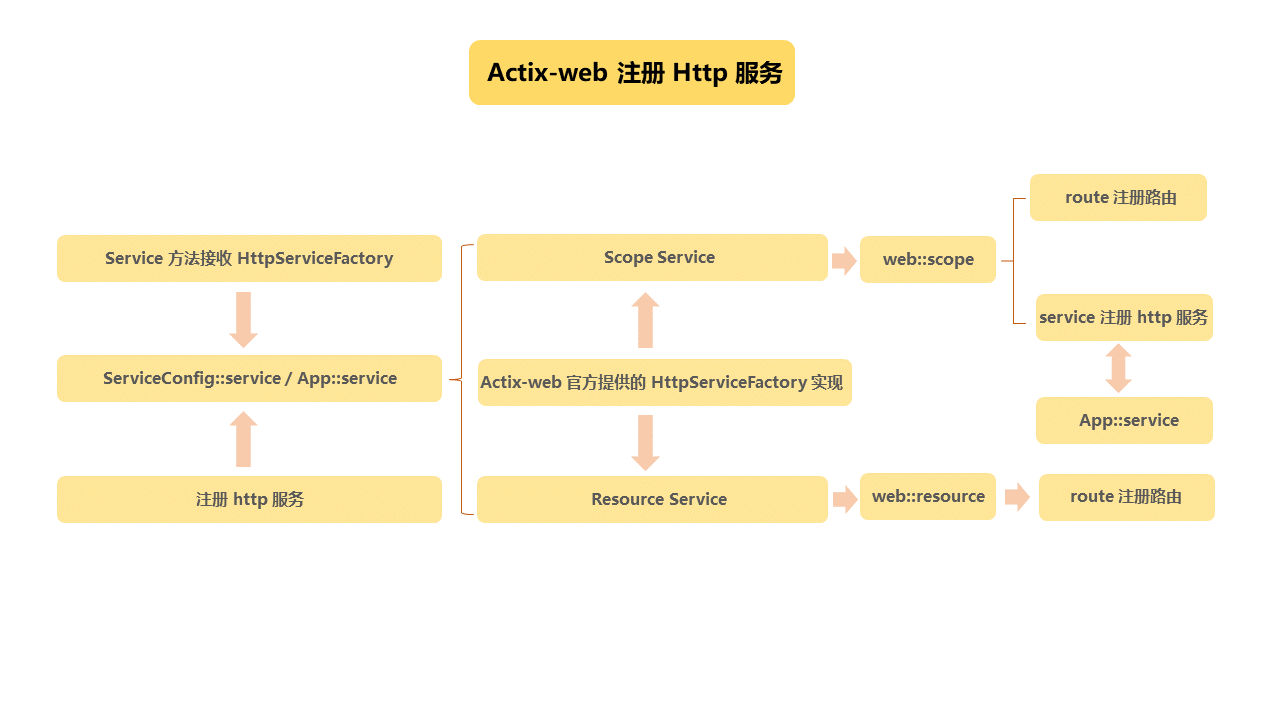 Actix-web 注册 Http 服务
Service 方法接收 HttpServiceFactory
ServiceConfig::service / App::service
注册 http 服务
Scope Service
Actix-web 官方提供的 HttpServiceFactory 实现
Resource Service
web::scope
web::resource
route 注册路由
service 注册 http 服务
App::service
route 注册路由